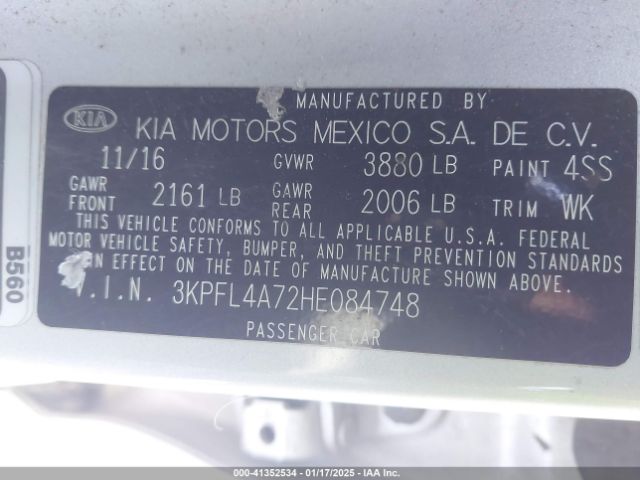 MANUFACTURED BY
KIA KIA MOTORS MEXICO S.A. DE C.V.
11/16 GVWR 3880 LB PAINT 4SS
GAWR FRONT 2161 LB GAWR REAR 2006 LB TRIM WK
THIS VEHICLE CONFORMS TO ALL APPLICABLE U.S.A. FEDERAL
MOTOR VEHICLE SAFETY, BUMPER, AND THEFT PREVENTION STANDARDS
IN EFFECT ON THE DATE OF MANUFACTURE SHOWN ABOVE.
V.I.N. 3KPFL4A72HE084748
PASSENGER CAR
B560
000-41352534 - 01/17/2025 - IAAI.COM